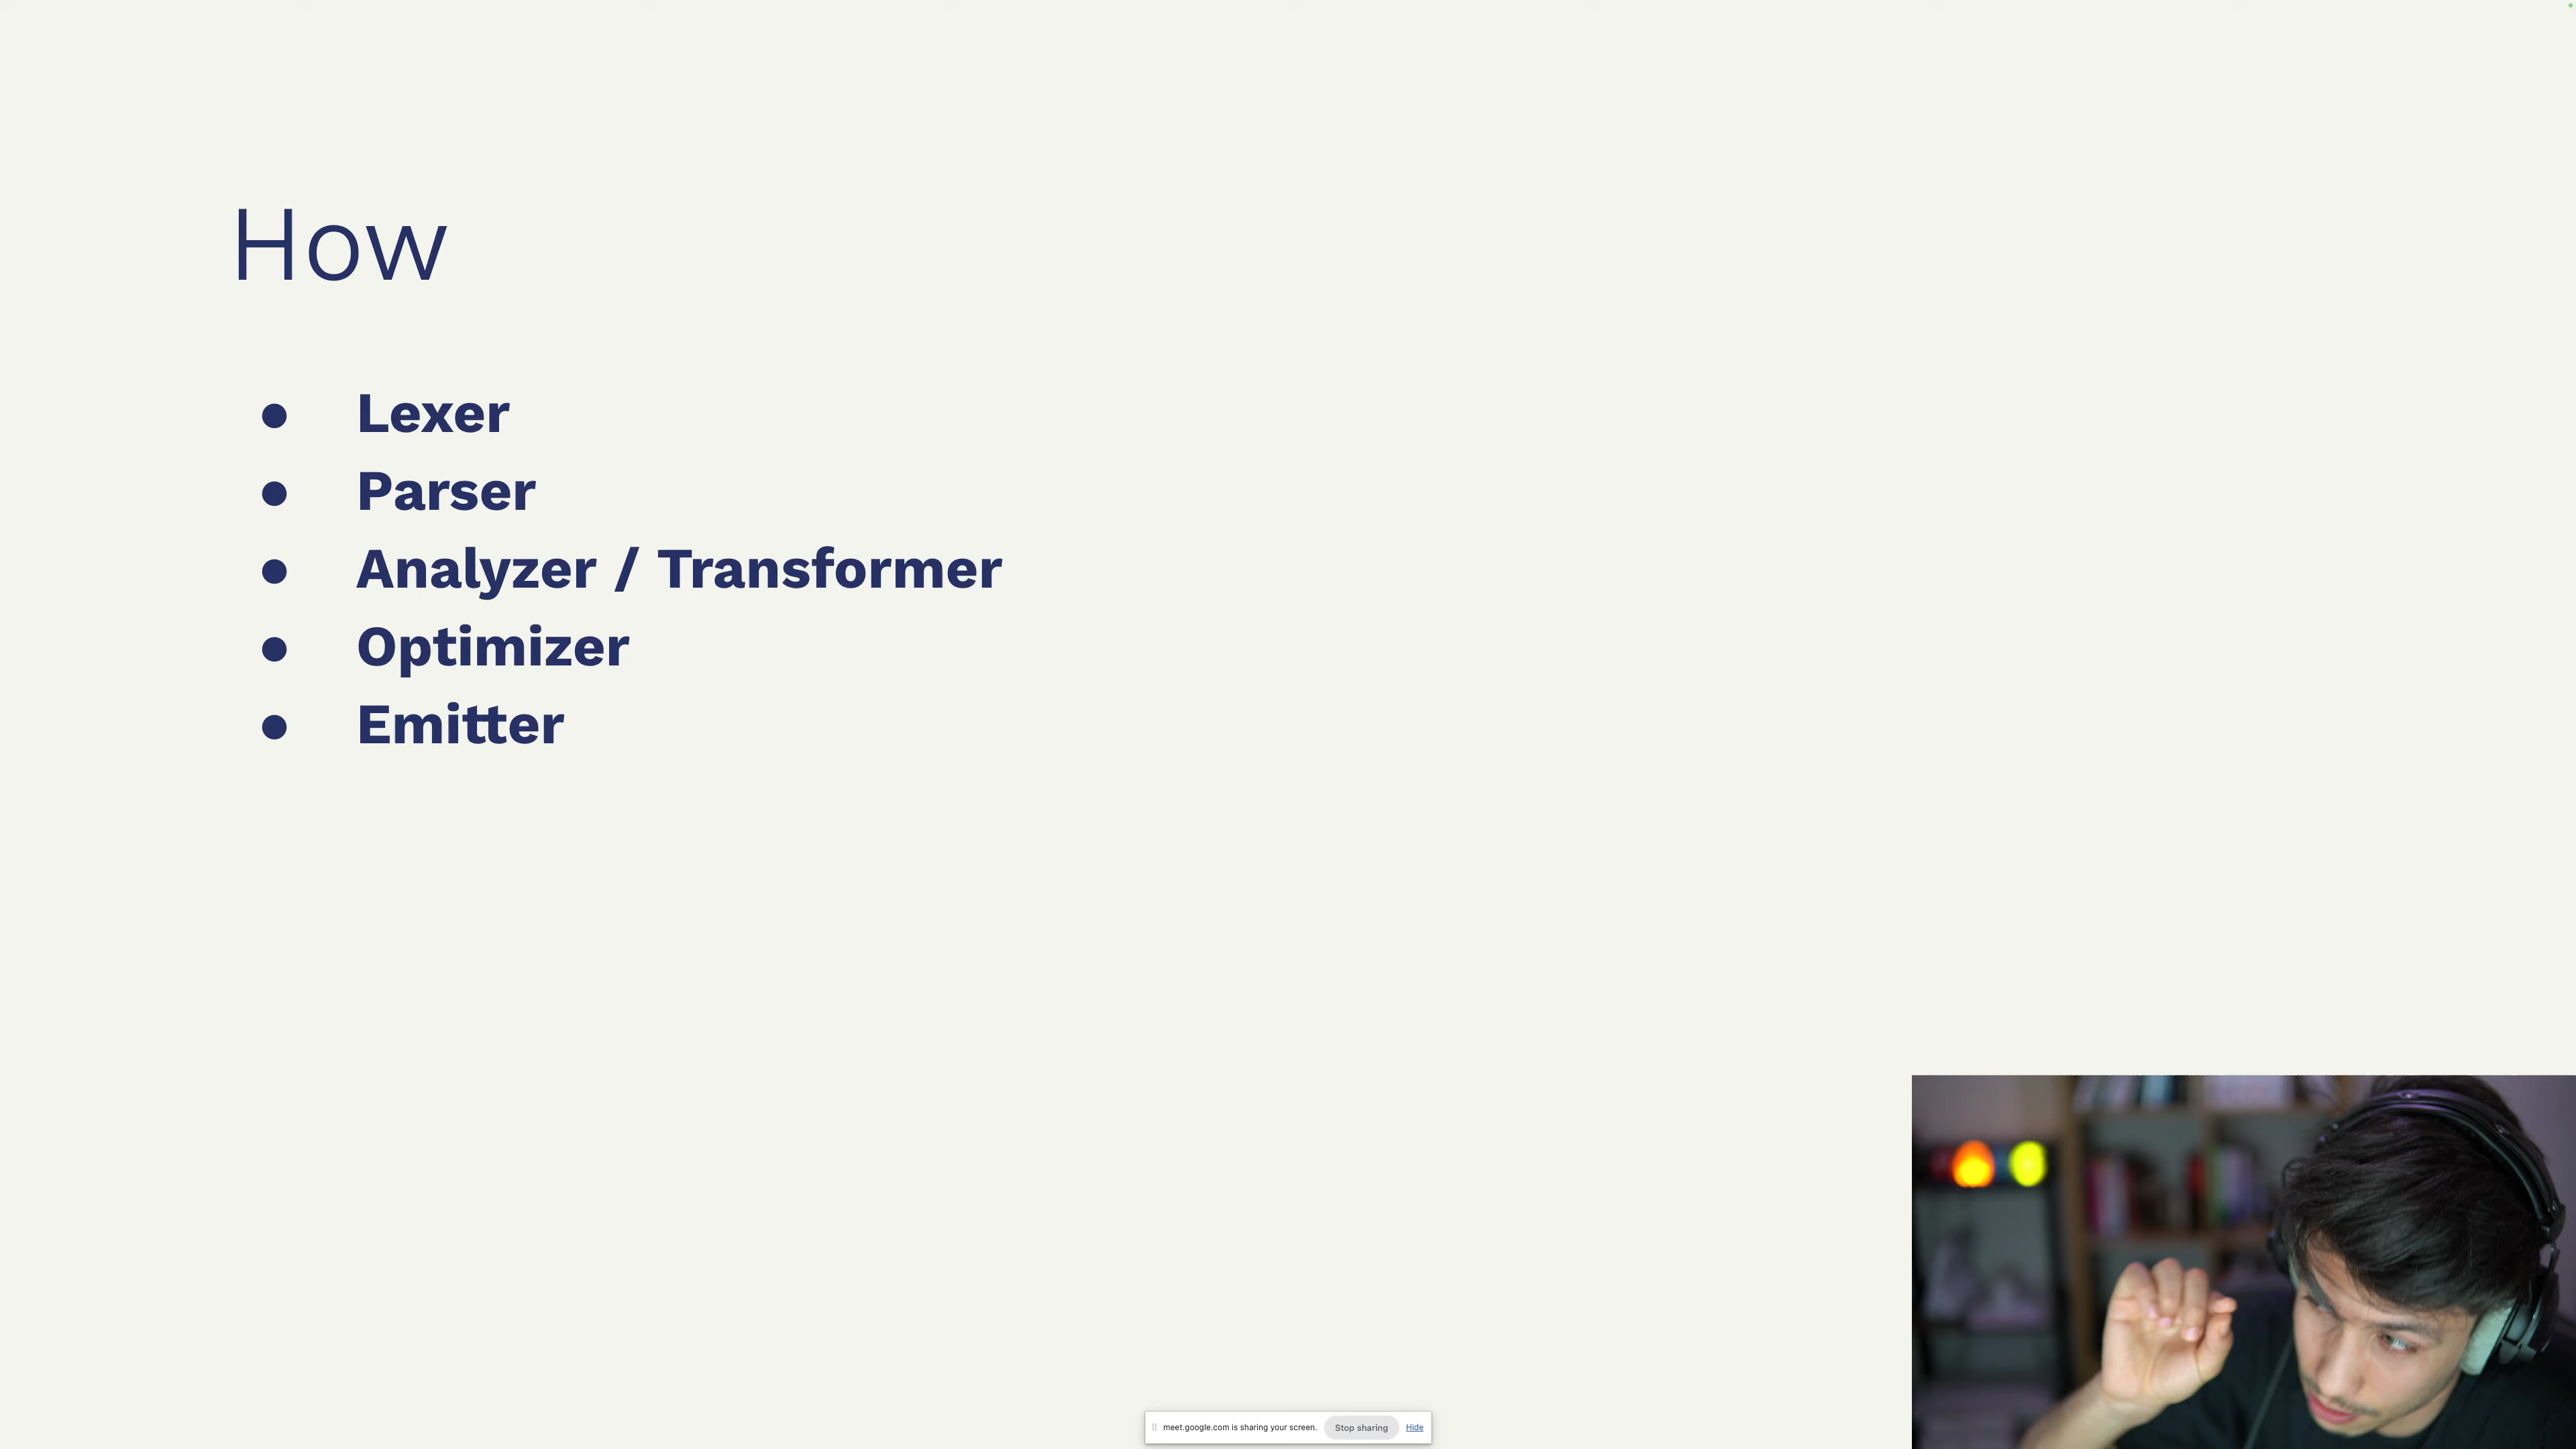 How
● Lexer
● Parser
● Analyzer / Transformer
● Optimizer
● Emitter
meet.google.com is sharing your screen. Stop sharing Hide